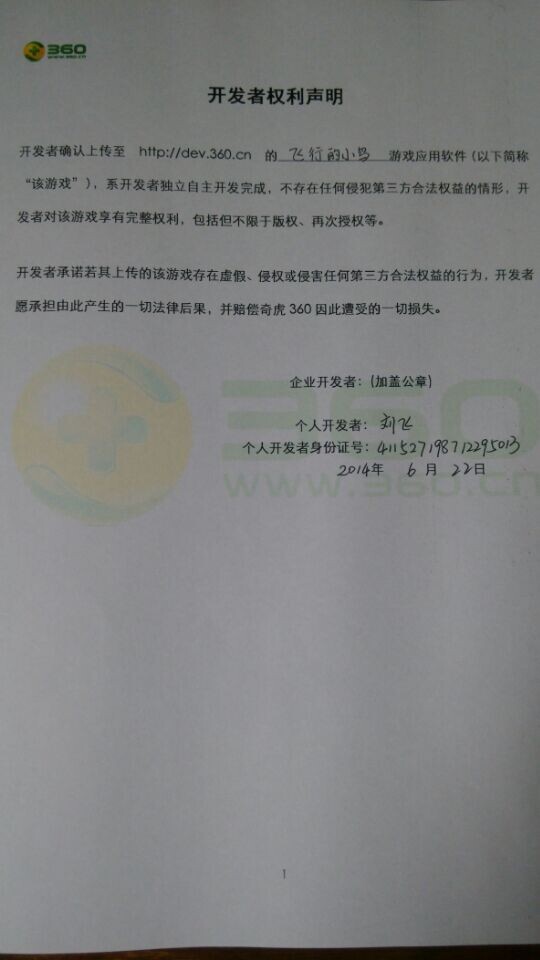 360
www.360.cn
开发者权利声明
开发者确认上传至 http://dev.360.cn 的 飞行的小鸟 游戏应用软件（以下简称
“该游戏”），系开发者独立自主开发完成，不存在任何侵犯第三方合法权益的情形，开
发者对该游戏享有完整权利，包括但不限于版权、再次授权等。
开发者承诺若其上传的该游戏存在虚假、侵权或侵害任何第三方合法权益的行为，开发者
愿承担由此产生的一切法律后果，并赔偿奇虎 360 因此遭受的一切损失。
企业开发者：（加盖公章）
个人开发者： 刘飞
个人开发者身份证号：411527198712295013
2014年 6 月 22日
360
www.360.cn
1